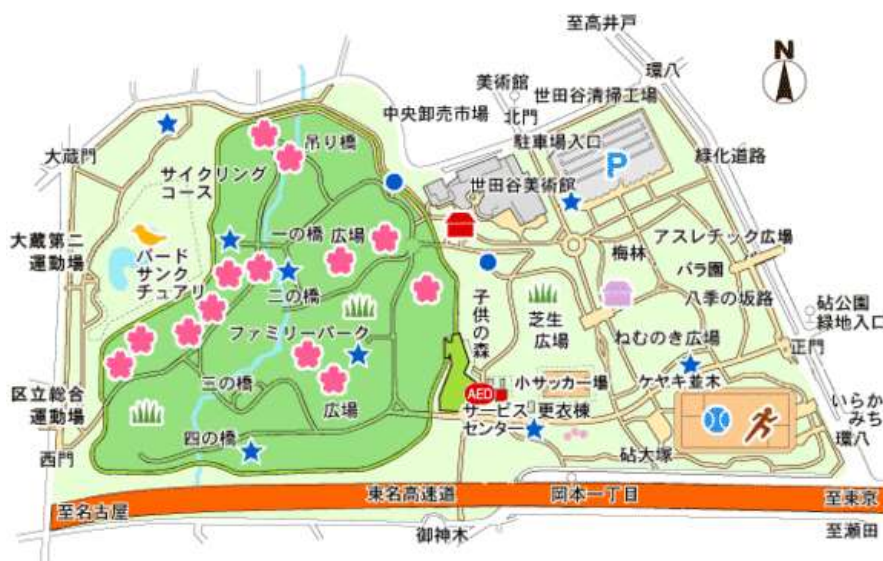 至高井戸
N
環八
美術館
世田谷清掃工場
中央卸売市場
北門
駐車場入口
大蔵門
吊り橋
P
緑化道路
サイクリング
コース
世田谷美術館
大蔵第二
運動場
一の橋
広場
梅林
アスレチック広場
バード
サンク
チュアリ
バラ園
二の橋
子供の森
芝生
広場
八季の坂路
砧公園
緑地入口
ファミリーパーク
ねむのき広場
正門
三の橋
広場
AED
小サッカー場
ケヤキ並木
区立総合
運動場
サービス
センター
更衣棟
いらか
みち
環八
四の橋
西門
砧大塚
至名古屋
東名高速道
岡本一丁目
至東京
御神木
至瀬田